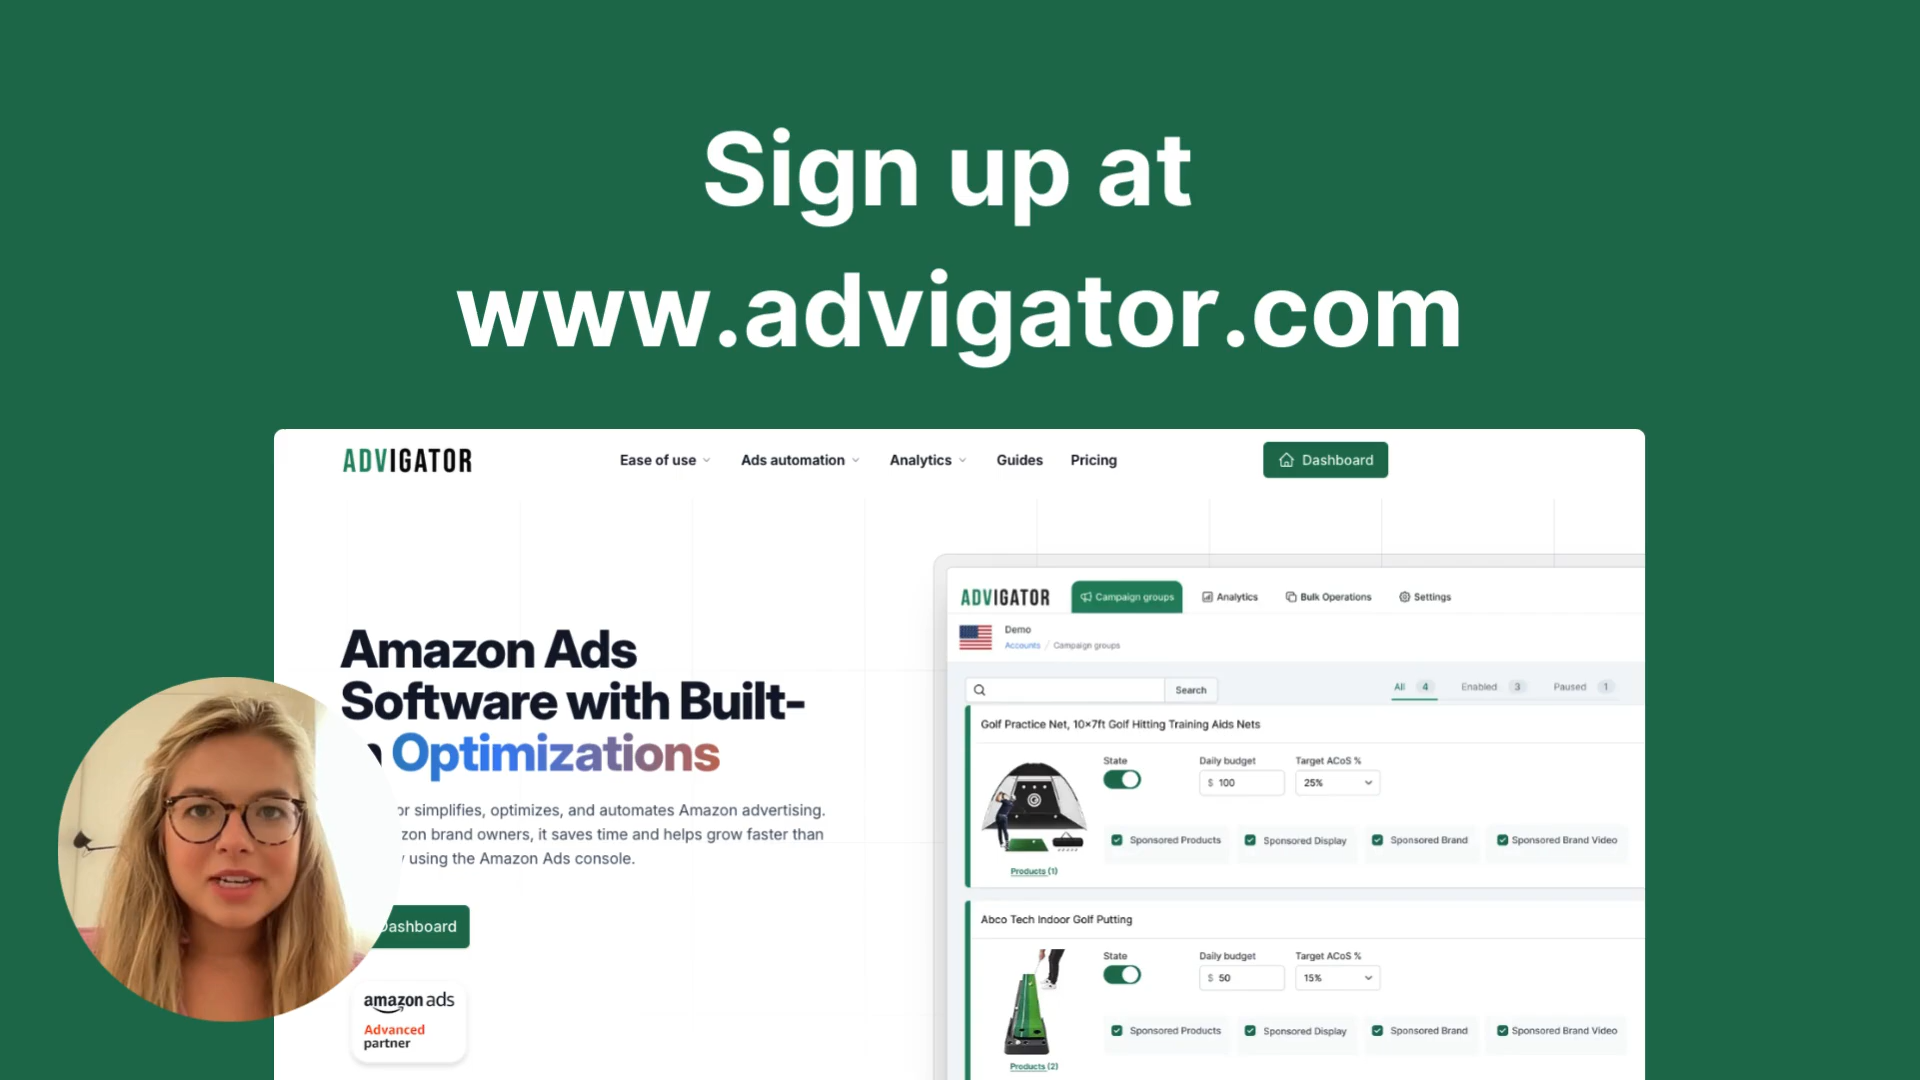 Sign up at
www.advigator.com
ADVIGATOR
Ease of use
Ads automation
Analytics
Guides
Pricing
Dashboard
Amazon Ads
Software with Built-
Optimizations
or simplifies, optimizes, and automates Amazon advertising.
zon brand owners, it saves time and helps grow faster than
using the Amazon Ads console.
Dashboard
amazon ads
Advanced
partner
ADVIGATOR
Campaign groups
Analytics
Bulk Operations
Settings
Demo
Accounts / Campaign groups
Search
All 4
Enabled 3
Paused 1
Golf Practice Net, 10x7ft Golf Hitting Training Aids Nets
State
Daily budget
Target ACoS %
$ 100
25%
Sponsored Products
Sponsored Display
Sponsored Brand
Sponsored Brand Video
Products (1)
Abco Tech Indoor Golf Putting
State
Daily budget
Target ACoS %
$ 50
15%
Sponsored Products
Sponsored Display
Sponsored Brand
Sponsored Brand Video
Products (2)